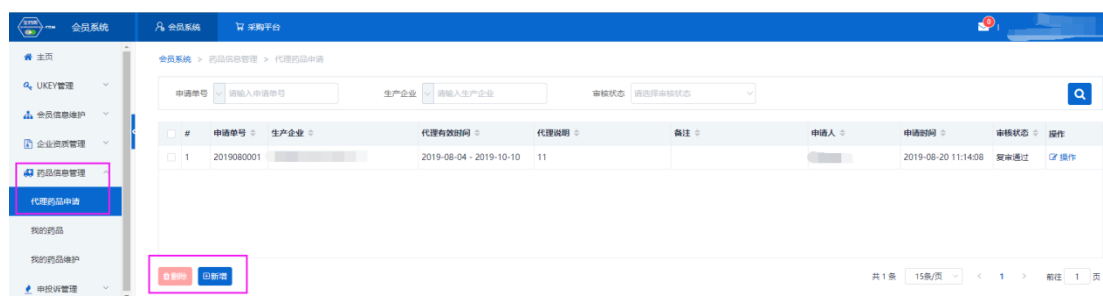 会员系统 会员系统 采购平台
主页
会员系统 > 药品信息管理 > 代理药品申请
UKEY管理
申请单号 请输入申请单号 生产企业 请输入生产企业 审核状态 请选择审核状态
会员信息维护
企业资质管理
# 申请单号 生产企业 代理有效时间 代理说明 备注 申请人 申请时间 审核状态 操作
1 2019080001 2019-08-04 - 2019-10-10 11 2019-08-20 11:14:08 复审通过 操作
药品信息管理
代理药品申请
我的药品
我的药品维护
删除 新增
共1条 15条/页 1 前往 1 页
申投诉管理